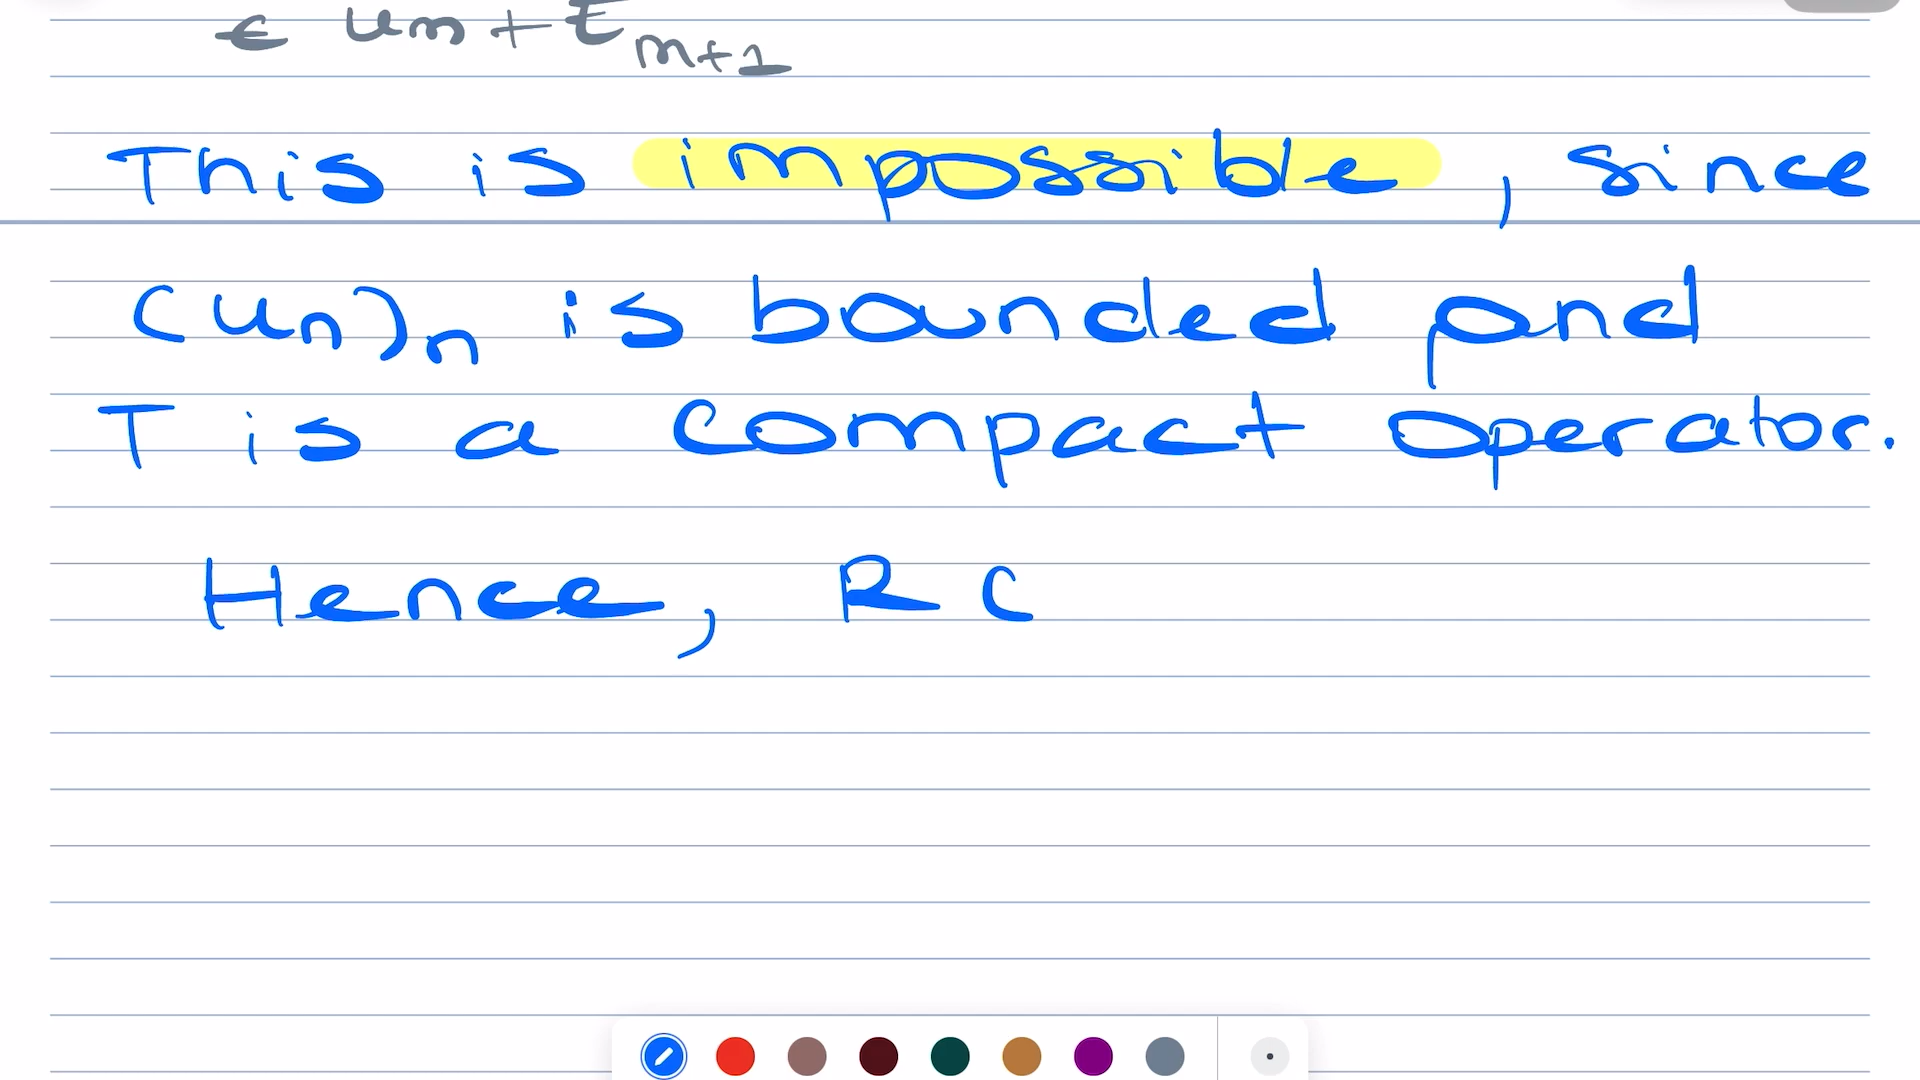 ∈ um + Em+1
This is impossible, since
(un)n is bounded and
T is a compact operator.
Hence, R(